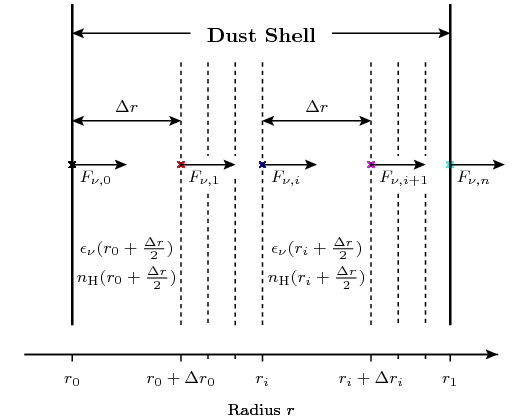 Dust Shell
Δr Δr
F_{ν,0} F_{ν,1} F_{ν,i} F_{ν,i+1} F_{ν,n}
ϵ_ν(r_0 + Δr/2) ϵ_ν(r_i + Δr/2)
n_H(r_0 + Δr/2) n_H(r_i + Δr/2)
r_0 r_0 + Δr_0 r_i r_i + Δr_i r_1
Radius r